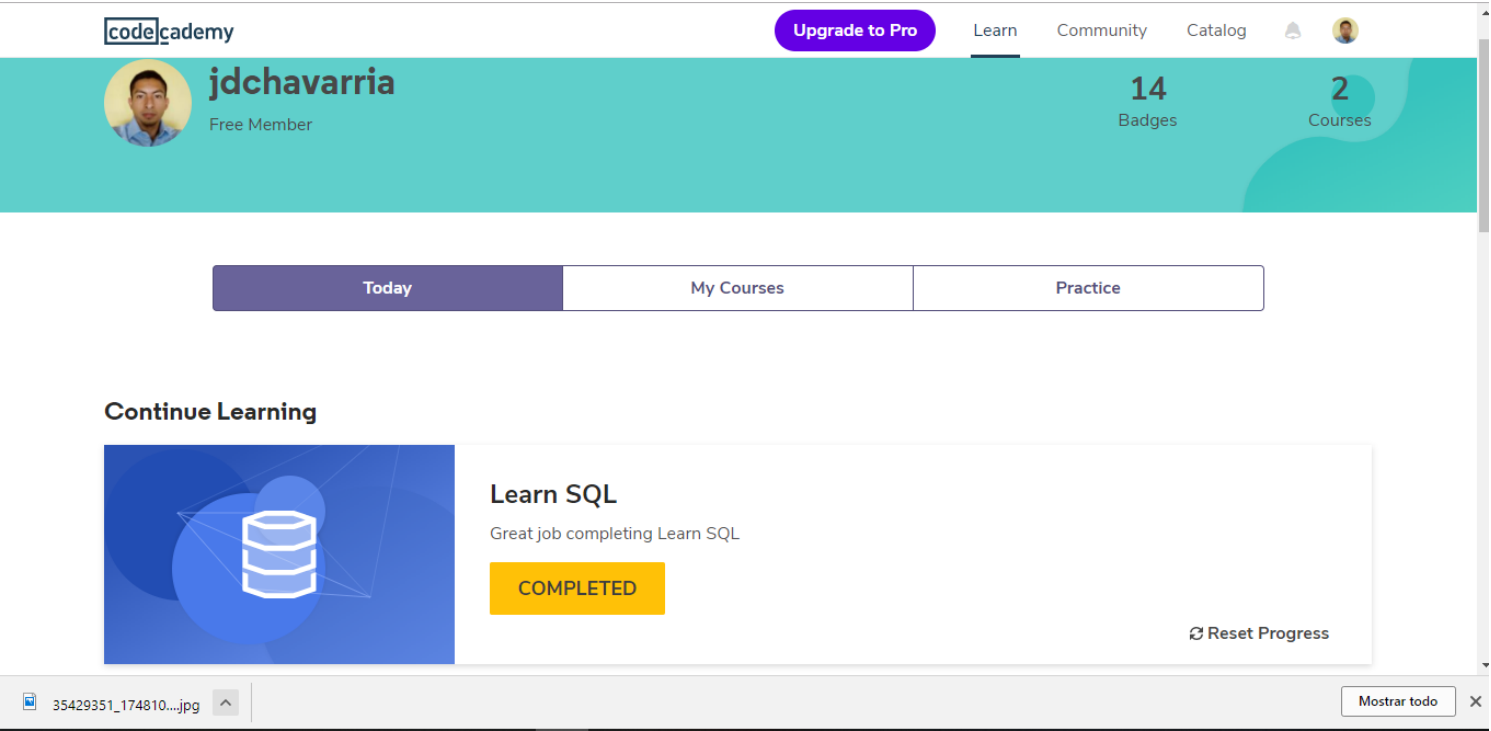 codecademy
Upgrade to Pro
Learn
Community
Catalog
jdchavarria
Free Member
14
Badges
2
Courses
Today
My Courses
Practice
Continue Learning
Learn SQL
Great job completing Learn SQL
COMPLETED
Reset Progress
35429351_174810....jpg
Mostrar todo